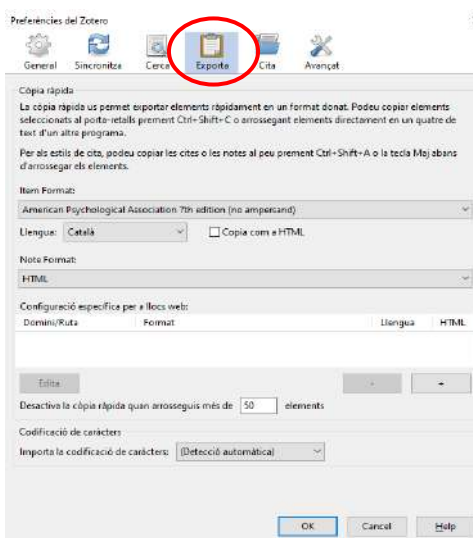 Preferències del Zotero
General Sincronitza Cerca Exporta Cita Avançat
Còpia ràpida
La còpia ràpida us permet exportar elements ràpidament en un format donat. Podeu copiar elements
seleccionats al porta-retalls prement Ctrl+Shift+C o arrossegant elements directament en un quatre de
text d'un altre programa.
Per als estils de cita, podeu copiar les cites o les notes al peu prement Ctrl+Shift+A o la tecla Maj abans
d'arrossegar els elements.
Item Format:
American Psychological Association 7th edition (no ampersand)
Llengua: Català Copia com a HTML
Note Format:
HTML
Configuració específica per a llocs web:
Domini/Ruta Format Llengua HTML
Edita - +
Desactiva la còpia ràpida quan arrosseguis més de 50 elements
Codificació de caràcters
Importa la codificació de caràcters: (Detecció automàtica)
OK Cancel Help